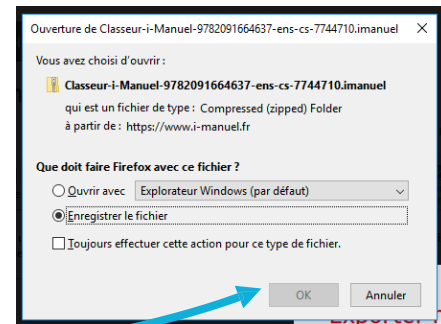 Ouverture de Classeur-i-Manuel-9782091664637-ens-cs-7744710.imanuel
Vous avez choisi d'ouvrir :
Classeur-i-Manuel-9782091664637-ens-cs-7744710.imanuel
qui est un fichier de type : Compressed (zipped) Folder
à partir de : https://www.i-manuel.fr
Que doit faire Firefox avec ce fichier ?
Ouvrir avec Explorateur Windows (par défaut)
Enregistrer le fichier
Toujours effectuer cette action pour ce type de fichier.
OK Annuler
Exporter